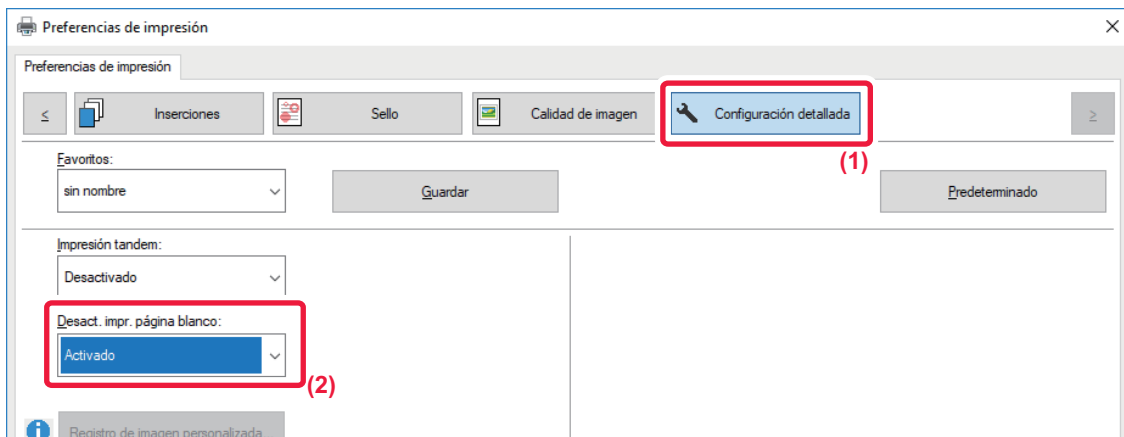 Preferencias de impresión
Preferencias de impresión
≤ Inserciones Sello Calidad de imagen Configuración detallada ≥
(1)
Favoritos:
sin nombre Guardar Predeterminado
Impresión tandem:
Desactivado
Desact. impr. página blanco:
Activado
(2)
Registro de imagen personalizada